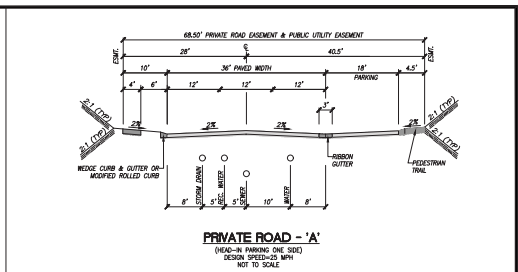 68.50' PRIVATE ROAD EASEMENT & PUBLIC UTILITY EASEMENT
ESMT.
28'
℄
40.5'
ESMT.
10'
36' PAVED WIDTH
18'
4.5'
PARKING
4'
6'
12'
12'
12'
3'
2:1 (TYP)
2%
2%
2%
2%
2:1 (TYP)
2:1 (TYP)
2:1 (TYP)
WEDGE CURB & GUTTER OR
MODIFIED ROLLED CURB
RIBBON
GUTTER
PEDESTRIAN
TRAIL
STORM DRAIN
REC. WATER
SEWER
WATER
8'
5'
5'
10'
8'
PRIVATE ROAD - 'A'
(HEAD-IN PARKING ONE SIDE)
DESIGN SPEED=25 MPH
NOT TO SCALE